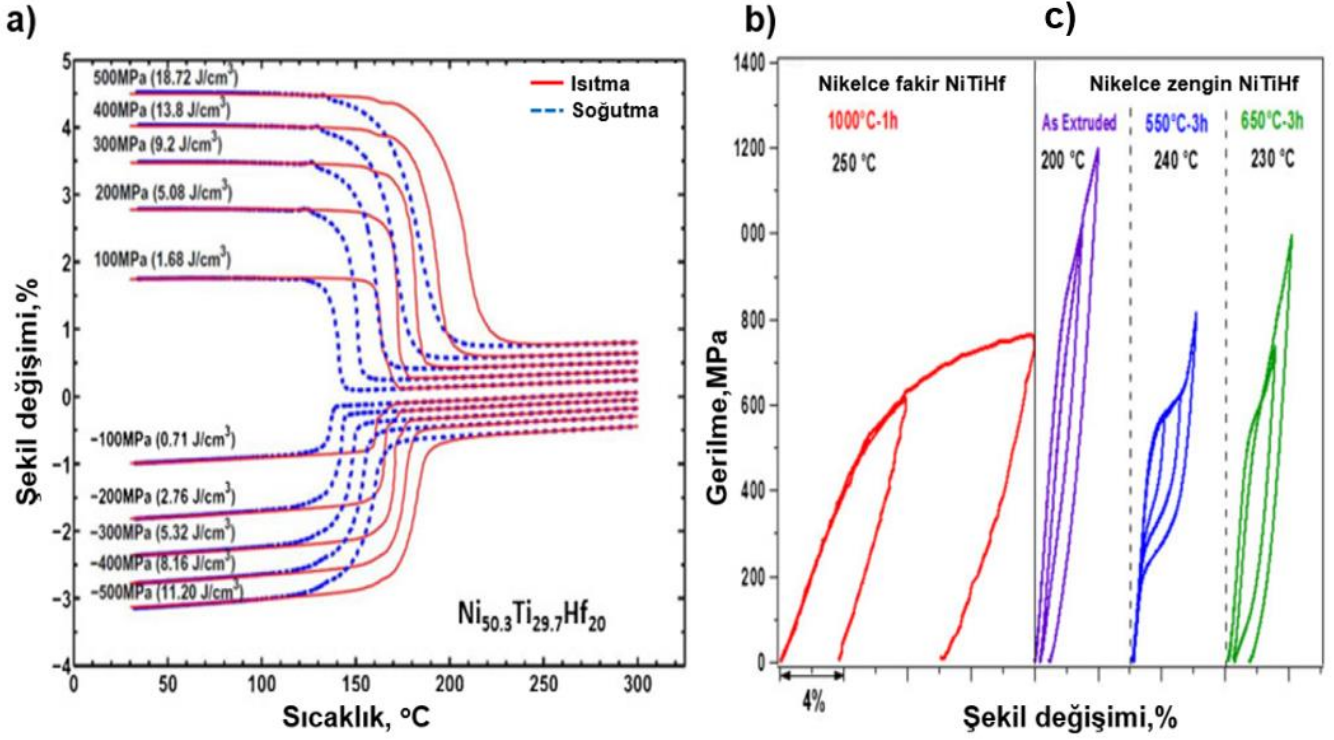 a)
5
4
3
2
1
0
−1
−2
−3
−4
Şekil değişimi,%
500MPa (18.72 J/cm³)
400MPa (13.8 J/cm³)
300MPa (9.2 J/cm³)
200MPa (5.08 J/cm³)
100MPa (1.68 J/cm³)
−100MPa (0.71 J/cm³)
−200MPa (2.76 J/cm³)
−300MPa (5.32 J/cm³)
−400MPa (8.16 J/cm³)
−500MPa (11.20 J/cm³)
Isıtma
Soğutma
Ni₅₀.₃Ti₂₉.₇Hf₂₀
0 50 100 150 200 250 300
Sıcaklık, ᵒC
b)
c)
1400
1200
000
800
600
400
200
0
Gerilme,MPa
Nikelce fakir NiTiHf
1000°C-1h
250 °C
4%
Nikelce zengin NiTiHf
As Extruded
200 °C
550°C-3h
240 °C
650°C-3h
230 °C
Şekil değişimi,%